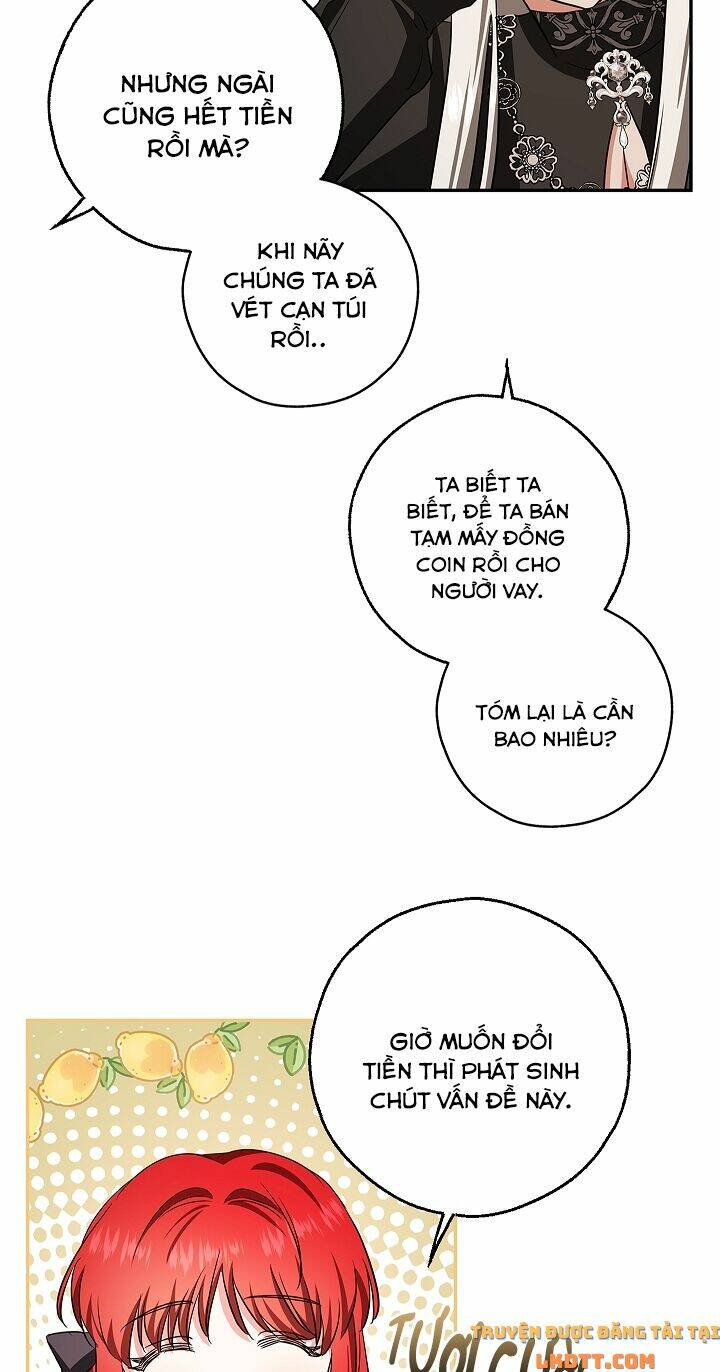 NHƯNG NGÀI
CŨNG HẾT TIỀN
RỒI MÀ?
KHI NÃY
CHÚNG TA ĐÃ
VÉT CẠN TÚI
RỒI..
TA BIẾT TA
BIẾT, ĐỂ TA BÁN
TẠM MẤY ĐỒNG
COIN RỒI CHO
NGƯỜI VAY.
TÓM LẠI LÀ CẦN
BAO NHIÊU?
GIỜ MUỐN ĐỔI
TIỀN THÌ PHÁT SINH
CHÚT VẤN ĐỀ NÀY.
TRUYỆN ĐƯỢC ĐĂNG TẢI TẠI
LHDTT.COM